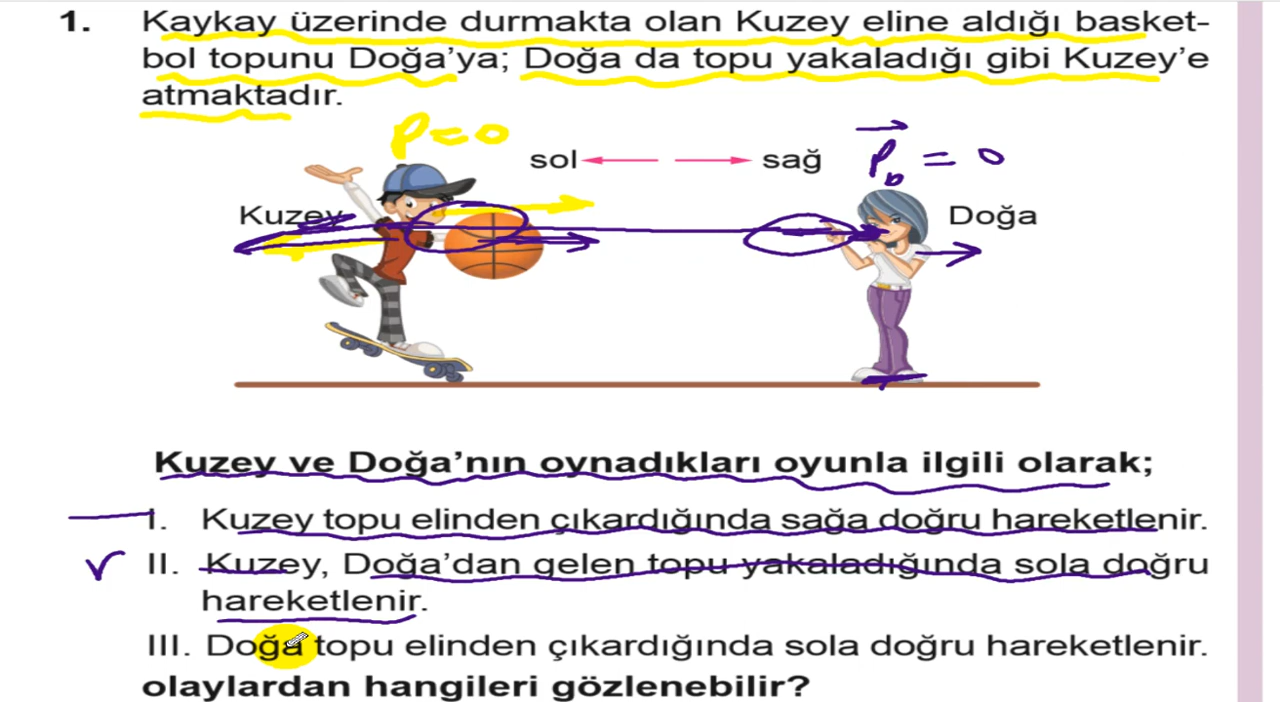 1. Kaykay üzerinde durmakta olan Kuzey eline aldığı basket-
bol topunu Doğa'ya; Doğa da topu yakaladığı gibi Kuzey'e
atmaktadır.
P=0
sol sağ
P_D = 0
Kuzey
Doğa
Kuzey ve Doğa'nın oynadıkları oyunla ilgili olarak;
I. Kuzey topu elinden çıkardığında sağa doğru hareketlenir.
II. Kuzey, Doğa'dan gelen topu yakaladığında sola doğru
hareketlenir.
III. Doğa topu elinden çıkardığında sola doğru hareketlenir.
olaylardan hangileri gözlenebilir?